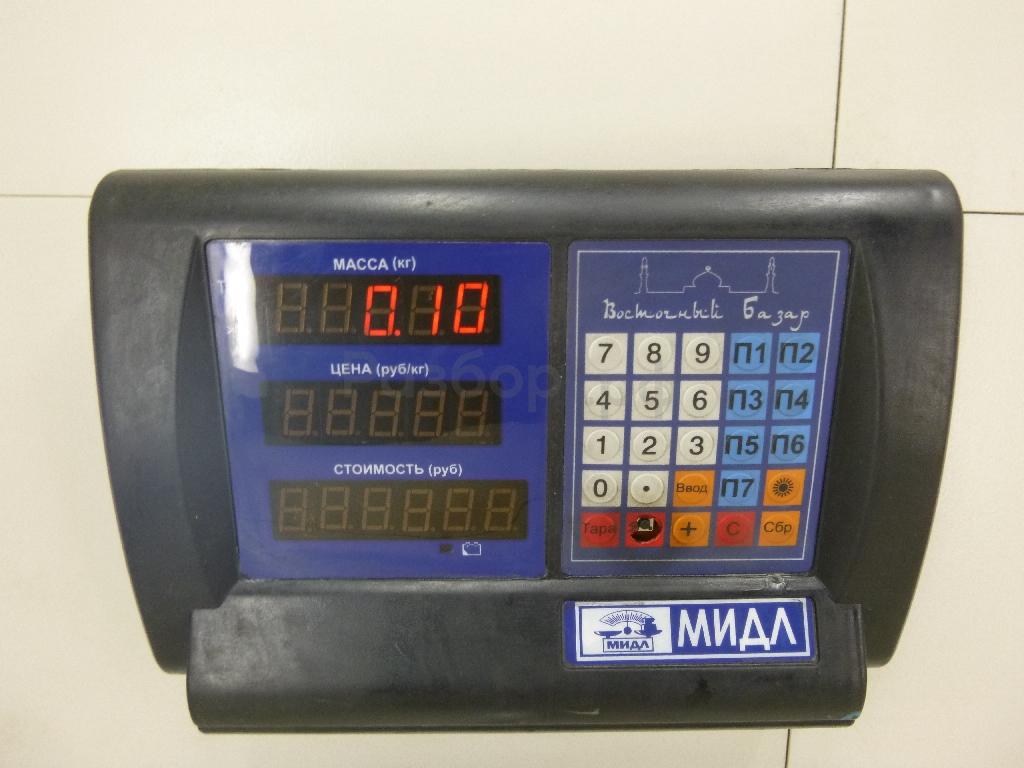 МАССА (кг)
0.10
ЦЕНА (руб/кг)
СТОИМОСТЬ (руб)
Восточный Базар
7 8 9 П1 П2
4 5 6 П3 П4
1 2 3 П5 П6
0 • Ввод П7
Тара + С Сбр
МИДЛ
МИДЛ